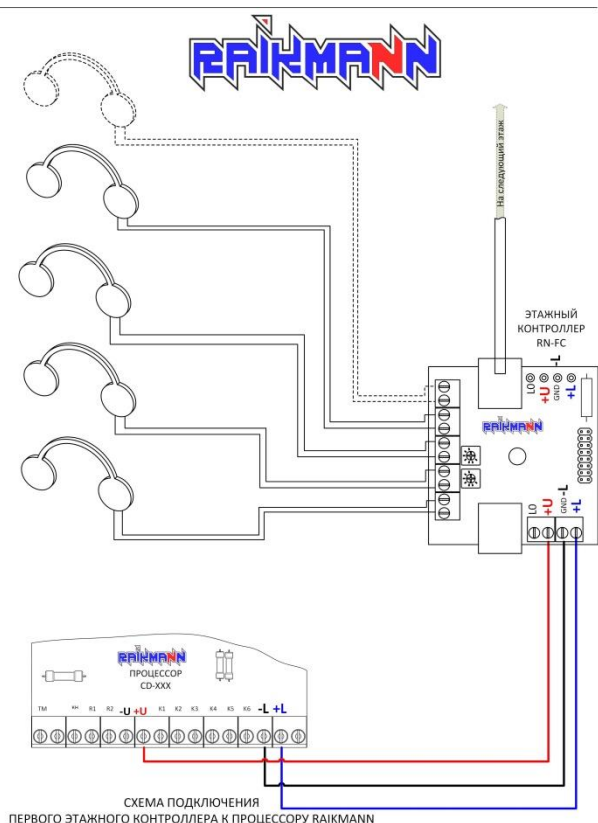 RAIKMANN
На следующий этаж
ЭТАЖНЫЙ
КОНТРОЛЛЕР
RN-FC
LO +U GND -L +L
RAIKMANN
LO +U GND -L +L
RAIKMANN
ПРОЦЕССОР
CD-XXX
TM R1 R2 -U +U K1 K2 K3 K4 K5 K6 -L +L
СХЕМА ПОДКЛЮЧЕНИЯ
ПЕРВОГО ЭТАЖНОГО КОНТРОЛЛЕРА К ПРОЦЕССОРУ RAIKMANN